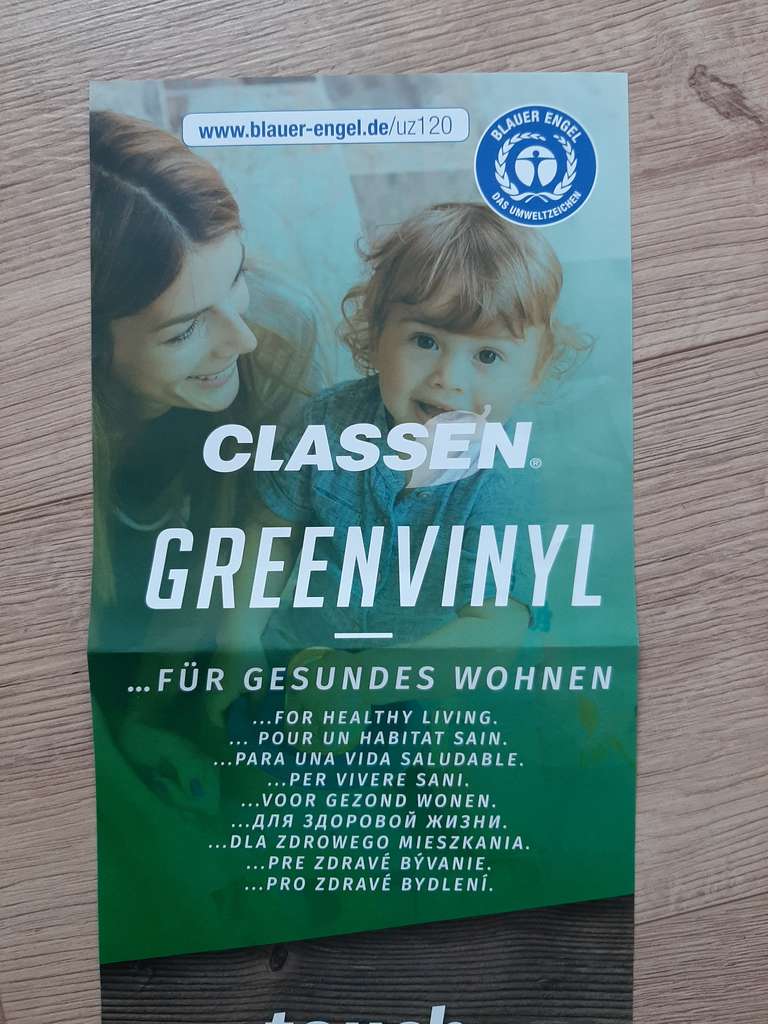 www.blauer-engel.de/uz120
BLAUER ENGEL
DAS UMWELTZEICHEN
CLASSEN®
GREENVINYL
...FÜR GESUNDES WOHNEN
...FOR HEALTHY LIVING.
... POUR UN HABITAT SAIN.
...PARA UNA VIDA SALUDABLE.
...PER VIVERE SANI.
...VOOR GEZOND WONEN.
...ДЛЯ ЗДОРОВОЙ ЖИЗНИ.
...DLA ZDROWEGO MIESZKANIA.
...PRE ZDRAVÉ BÝVANIE.
...PRO ZDRAVÉ BYDLENÍ.
touch